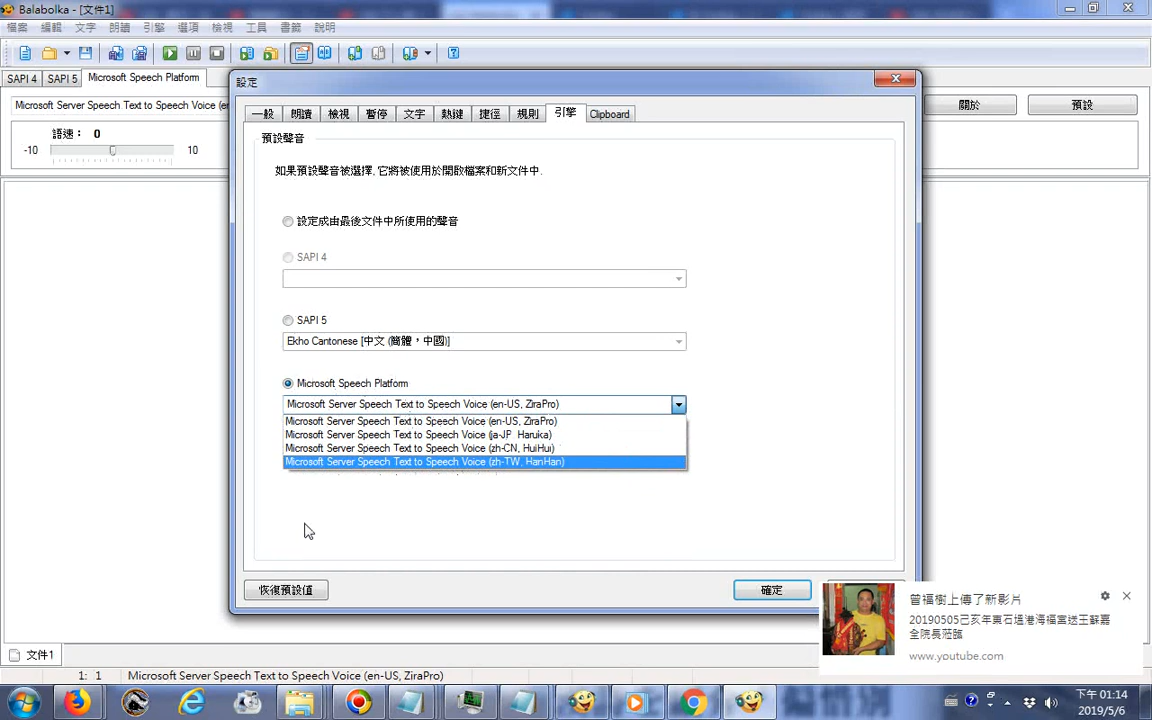 Balabolka - [文件1]
檔案 編輯 文字 朗讀 引擎 選項 檢視 工具 書籤 說明
SAPI 4 SAPI 5 Microsoft Speech Platform
Microsoft Server Speech Text to Speech Voice (en
關於 預設
語速： 0
-10 10
設定
一般 朗讀 檢視 暫停 文字 熱鍵 捷徑 規則 引擎 Clipboard
預設聲音
如果預設聲音被選擇, 它將被使用於開啟檔案和新文件中.
設定成由最後文件中所使用的聲音
SAPI 4
SAPI 5
Ekho Cantonese [中文 (簡體，中國)]
Microsoft Speech Platform
Microsoft Server Speech Text to Speech Voice (en-US, ZiraPro)
Microsoft Server Speech Text to Speech Voice (en-US, ZiraPro)
Microsoft Server Speech Text to Speech Voice (ja-JP Haruka)
Microsoft Server Speech Text to Speech Voice (zh-CN, HuiHui)
Microsoft Server Speech Text to Speech Voice (zh-TW, HanHan)
恢復預設值 確定
曾福樹上傳了新影片
20190505己亥年東石塭港海福宮送王蘇嘉
全院長蒞臨
www.youtube.com
文件1
1: 1 Microsoft Server Speech Text to Speech Voice (en-US, ZiraPro)
下午 01:14
2019/5/6